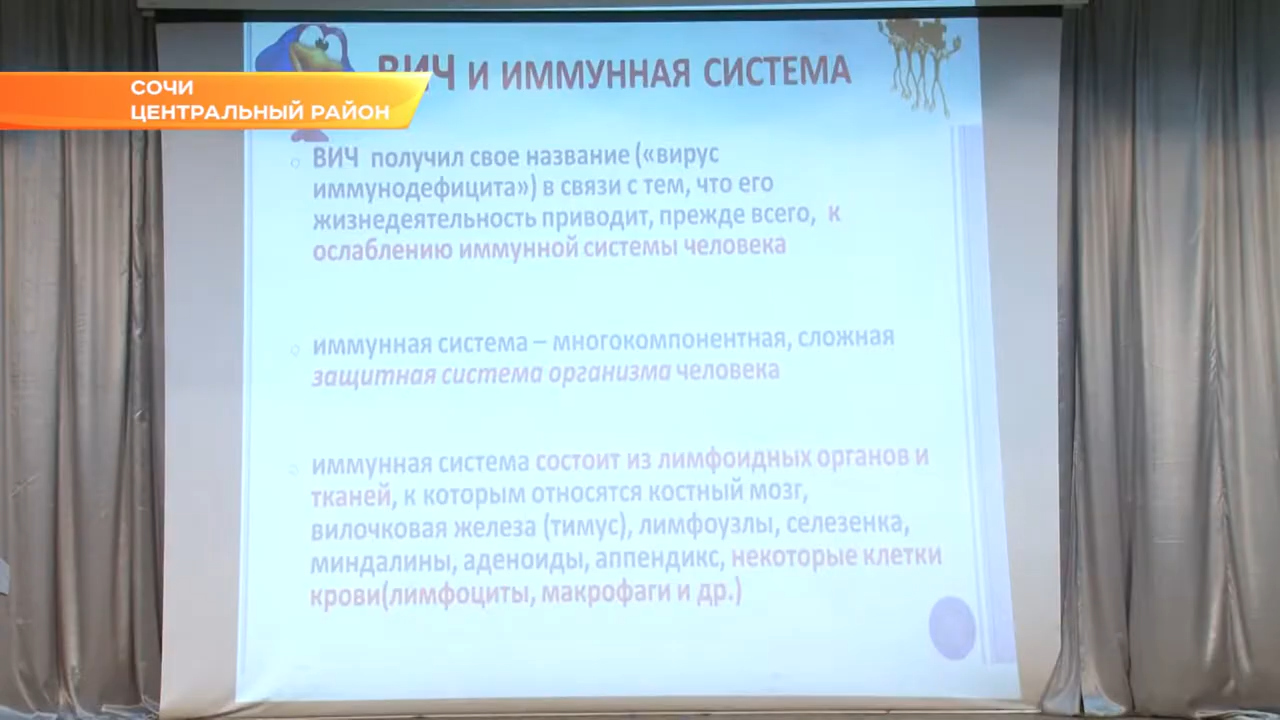 СОЧИ
ЦЕНТРАЛЬНЫЙ РАЙОН
ВИЧ И ИММУННАЯ СИСТЕМА
ВИЧ получил свое название («вирус
иммунодефицита») в связи с тем, что его
жизнедеятельность приводит, прежде всего, к
ослаблению иммунной системы человека
иммунная система – многокомпонентная, сложная
защитная система организма человека
иммунная система состоит из лимфоидных органов и
тканей, к которым относятся костный мозг,
вилочковая железа (тимус), лимфоузлы, селезенка,
миндалины, аденоиды, аппендикс, некоторые клетки
крови(лимфоциты, макрофаги и др.)